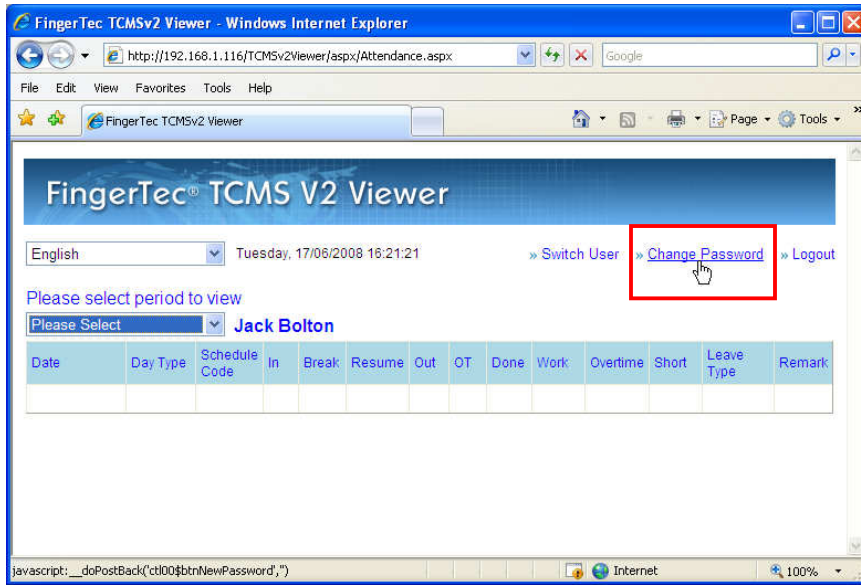 FingerTec TCMSv2 Viewer - Windows Internet Explorer
http://192.168.1.116/TCMSv2Viewer/aspx/Attendance.aspx
Google
File Edit View Favorites Tools Help
FingerTec TCMSv2 Viewer
Page Tools »
FingerTec® TCMS V2 Viewer
English Tuesday, 17/06/2008 16:21:21 » Switch User » Change Password » Logout
Please select period to view
Please Select Jack Bolton
Date Day Type Schedule Code In Break Resume Out OT Done Work Overtime Short Leave Type Remark
javascript:__doPostBack('ctl00$btnNewPassword','') Internet 100%